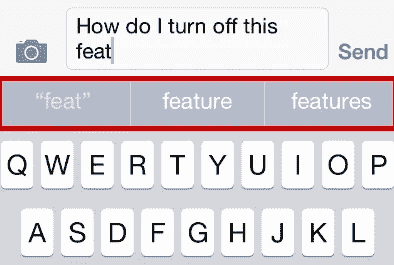 How do I turn off this
feat
Send
“feat” feature features
Q W E R T Y U I O P
A S D F G H J K L